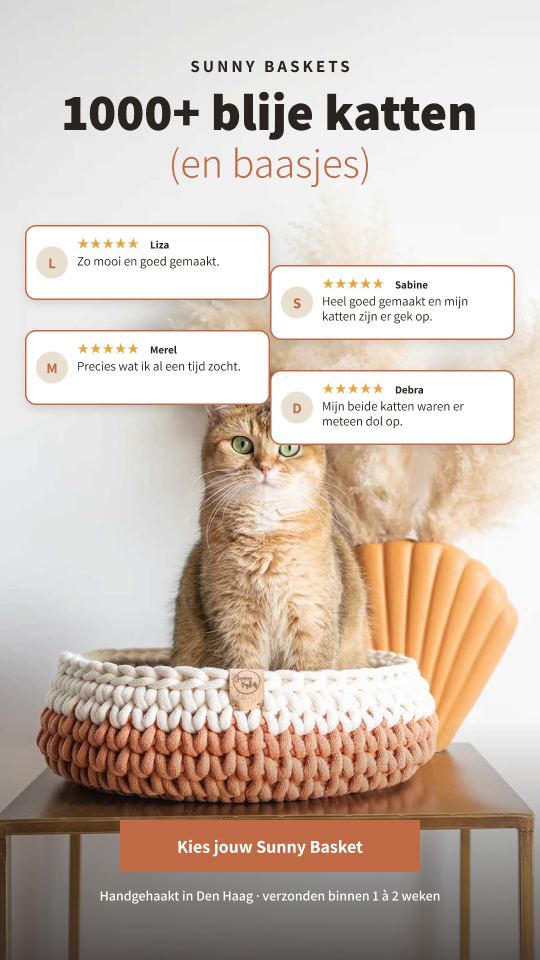 SUNNY BASKETS
1000+ blije katten
(en baasjes)
L
★★★★★ Liza
Zo mooi en goed gemaakt.
S
★★★★★ Sabine
Heel goed gemaakt en mijn
katten zijn er gek op.
M
★★★★★ Merel
Precies wat ik al een tijd zocht.
D
★★★★★ Debra
Mijn beide katten waren er
meteen dol op.
Sunny
Baskets
Kies jouw Sunny Basket
Handgehaakt in Den Haag · verzonden binnen 1 à 2 weken